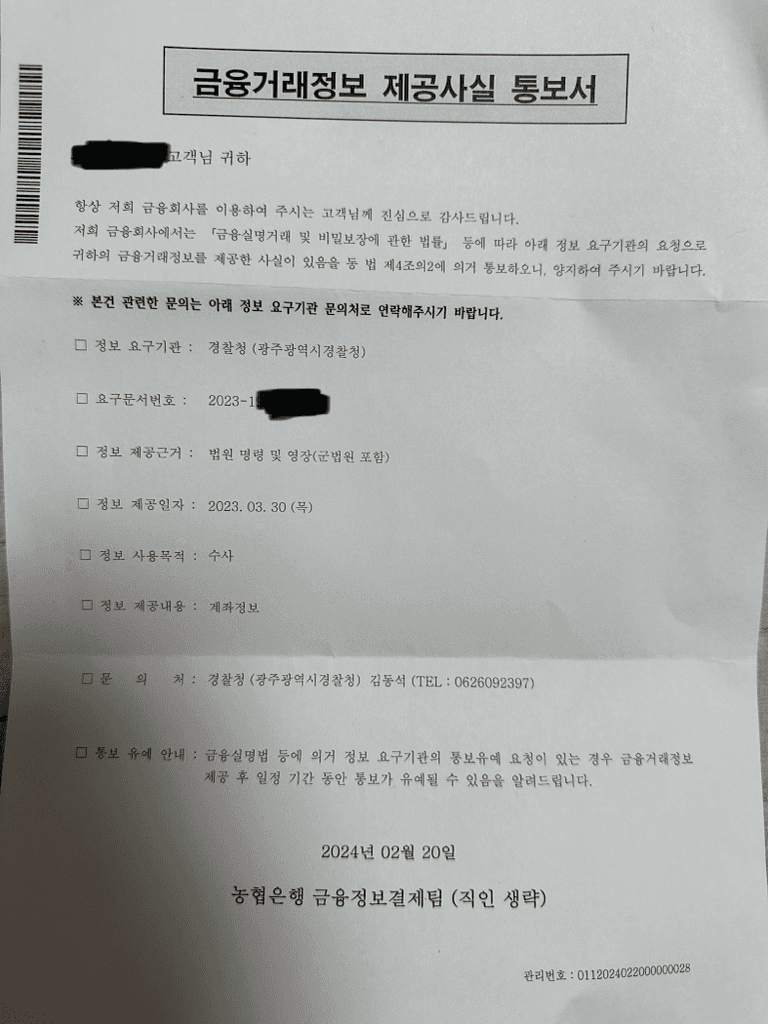 금융거래정보 제공사실 통보서
고객님 귀하
항상 저희 금융회사를 이용하여 주시는 고객님께 진심으로 감사드립니다.
저희 금융회사에서는 「금융실명거래 및 비밀보장에 관한 법률」 등에 따라 아래 정보 요구기관의 요청으로
귀하의 금융거래정보를 제공한 사실이 있음을 동 법 제4조의2에 의거 통보하오니, 양지하여 주시기 바랍니다.
※ 본건 관련한 문의는 아래 정보 요구기관 문의처로 연락해주시기 바랍니다.
□ 정보 요구기관 : 경찰청 (광주광역시경찰청)
□ 요구문서번호 : 2023-1
□ 정보 제공근거 : 법원 명령 및 영장(군법원 포함)
□ 정보 제공일자 : 2023. 03. 30 (목)
□ 정보 사용목적 : 수사
□ 정보 제공내용 : 계좌정보
□ 문 의 처 : 경찰청 (광주광역시경찰청) 김동석 (TEL : 0626092397)
□ 통보 유예 안내 : 금융실명법 등에 의거 정보 요구기관의 통보유예 요청이 있는 경우 금융거래정보
제공 후 일정 기간 동안 통보가 유예될 수 있음을 알려드립니다.
2024년 02월 20일
농협은행 금융정보결제팀 (직인 생략)
관리번호 : 0112024022000000028